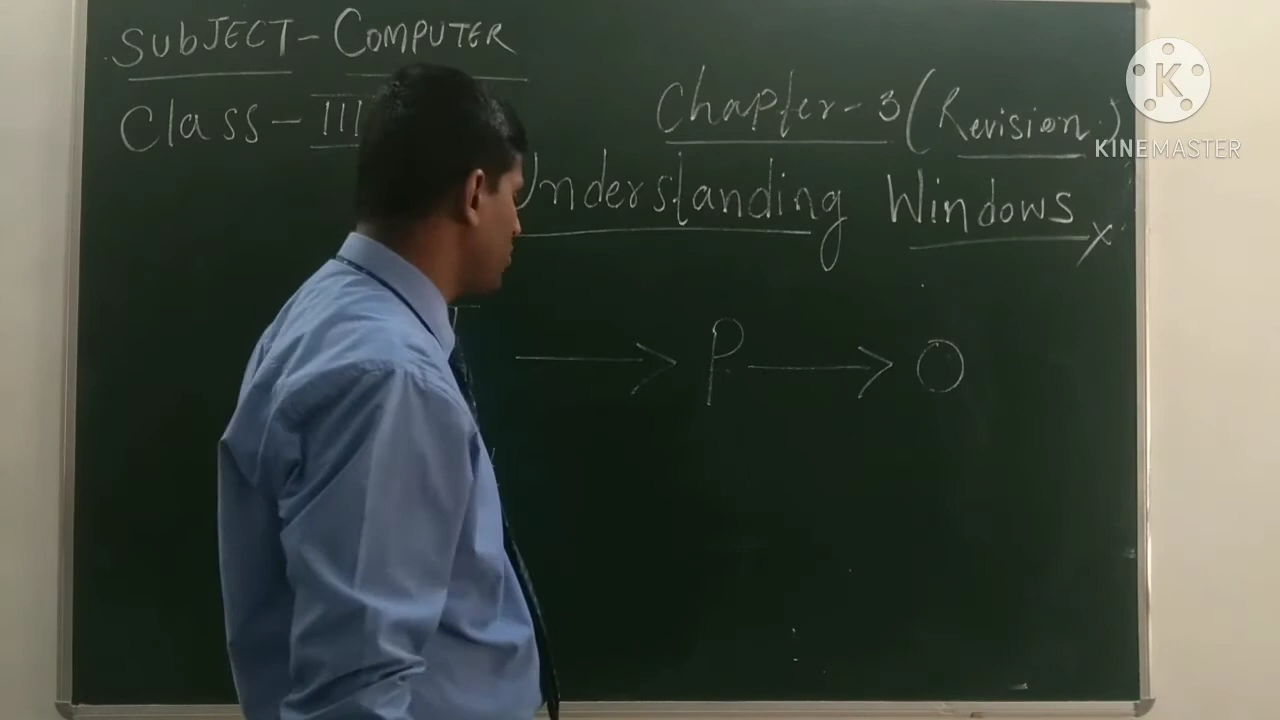 SUBJECT - COMPUTER
Class - III
Chapter - 3 (Revision)
Understanding Windows
→ P → O
K
KINEMASTER